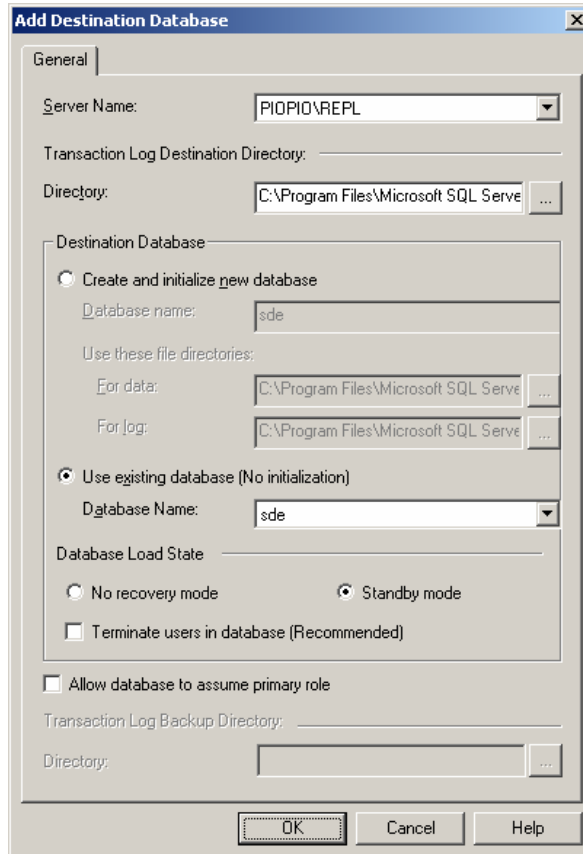 Add Destination Database
General
Server Name: PIOPIO\REPL
Transaction Log Destination Directory:
Directory: C:\Program Files\Microsoft SQL Serve ...
Destination Database
Create and initialize new database
Database name: sde
Use these file directories:
For data: C:\Program Files\Microsoft SQL Serve ...
For log: C:\Program Files\Microsoft SQL Serve ...
Use existing database (No initialization)
Database Name: sde
Database Load State
No recovery mode Standby mode
Terminate users in database (Recommended)
Allow database to assume primary role
Transaction Log Backup Directory:
Directory: ...
OK Cancel Help